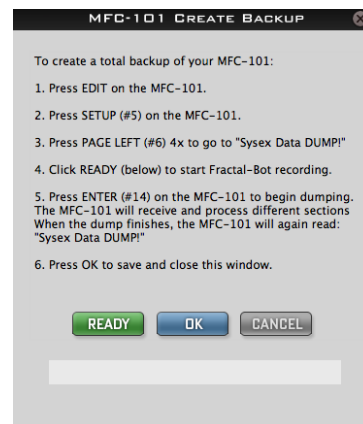 MFC-101 Create Backup
To create a total backup of your MFC-101:
1. Press EDIT on the MFC-101.
2. Press SETUP (#5) on the MFC-101.
3. Press PAGE LEFT (#6) 4x to go to "Sysex Data DUMP!"
4. Click READY (below) to start Fractal-Bot recording.
5. Press ENTER (#14) on the MFC-101 to begin dumping.
The MFC-101 will receive and process different sections
When the dump finishes, the MFC-101 will again read:
"Sysex Data DUMP!"
6. Press OK to save and close this window.
READY OK CANCEL